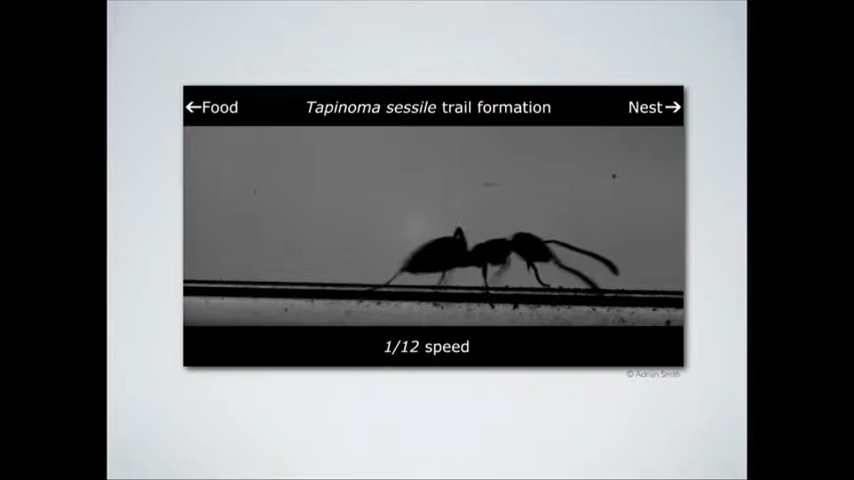 ←Food Tapinoma sessile trail formation Nest→
1/12 speed
© Adrian Smith